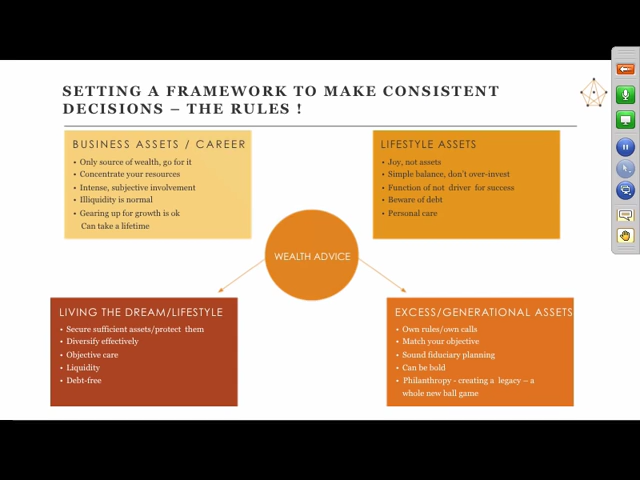 SETTING A FRAMEWORK TO MAKE CONSISTENT
DECISIONS – THE RULES !
BUSINESS ASSETS / CAREER
• Only source of wealth, go for it
• Concentrate your resources
• Intense, subjective involvement
• Illiquidity is normal
• Gearing up for growth is ok
Can take a lifetime
LIFESTYLE ASSETS
• Joy, not assets
• Simple balance, don't over-invest
• Function of not driver for success
• Beware of debt
• Personal care
WEALTH ADVICE
LIVING THE DREAM/LIFESTYLE
• Secure sufficient assets/protect them
• Diversify effectively
• Objective care
• Liquidity
• Debt-free
EXCESS/GENERATIONAL ASSETS
• Own rules/own calls
• Match your objective
• Sound fiduciary planning
• Can be bold
• Philanthropy - creating a legacy – a
whole new ball game